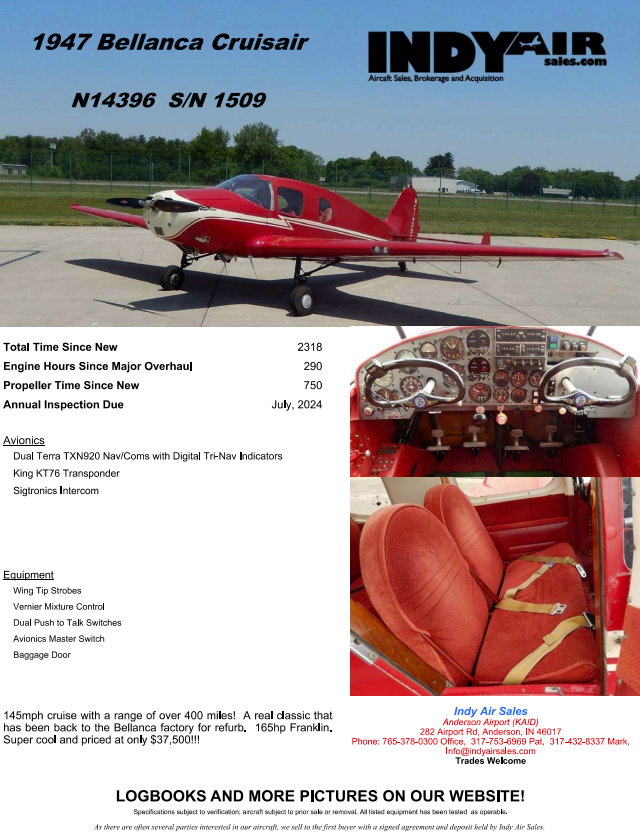 1947 Bellanca Cruisair
INDYAIR
sales.com
Aircaft Sales, Brokerage and Acquisition
N14396 S/N 1509
Total Time Since New 2318
Engine Hours Since Major Overhaul 290
Propeller Time Since New 750
Annual Inspection Due July, 2024
Avionics
Dual Terra TXN920 Nav/Coms with Digital Tri-Nav Indicators
King KT76 Transponder
Sigtronics Intercom
Equipment
Wing Tip Strobes
Vernier Mixture Control
Dual Push to Talk Switches
Avionics Master Switch
Baggage Door
145mph cruise with a range of over 400 miles! A real classic that
has been back to the Bellanca factory for refurb. 165hp Franklin.
Super cool and priced at only $37,500!!!
Indy Air Sales
Anderson Airport (KAID)
282 Airport Rd, Anderson, IN 46017
Phone: 765-378-0300 Office, 317-753-6969 Pat, 317-432-8337 Mark,
Info@indyairsales.com
Trades Welcome
LOGBOOKS AND MORE PICTURES ON OUR WEBSITE!
Specifications subject to verification; aircraft subject to prior sale or removal. All listed equipment has been tested as operable.
As there are often several parties interested in our aircraft, we sell to the first buyer with a signed agreement and deposit held by Indy Air Sales.